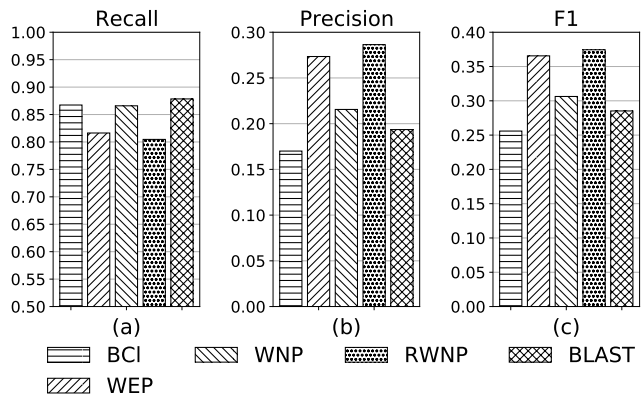 Recall
1.00
0.95
0.90
0.85
0.80
0.75
0.70
0.65
0.60
0.55
0.50
(a)
Precision
0.30
0.25
0.20
0.15
0.10
0.05
0.00
(b)
F1
0.40
0.35
0.30
0.25
0.20
0.15
0.10
0.05
0.00
(c)
BCl
WNP
RWNP
BLAST
WEP